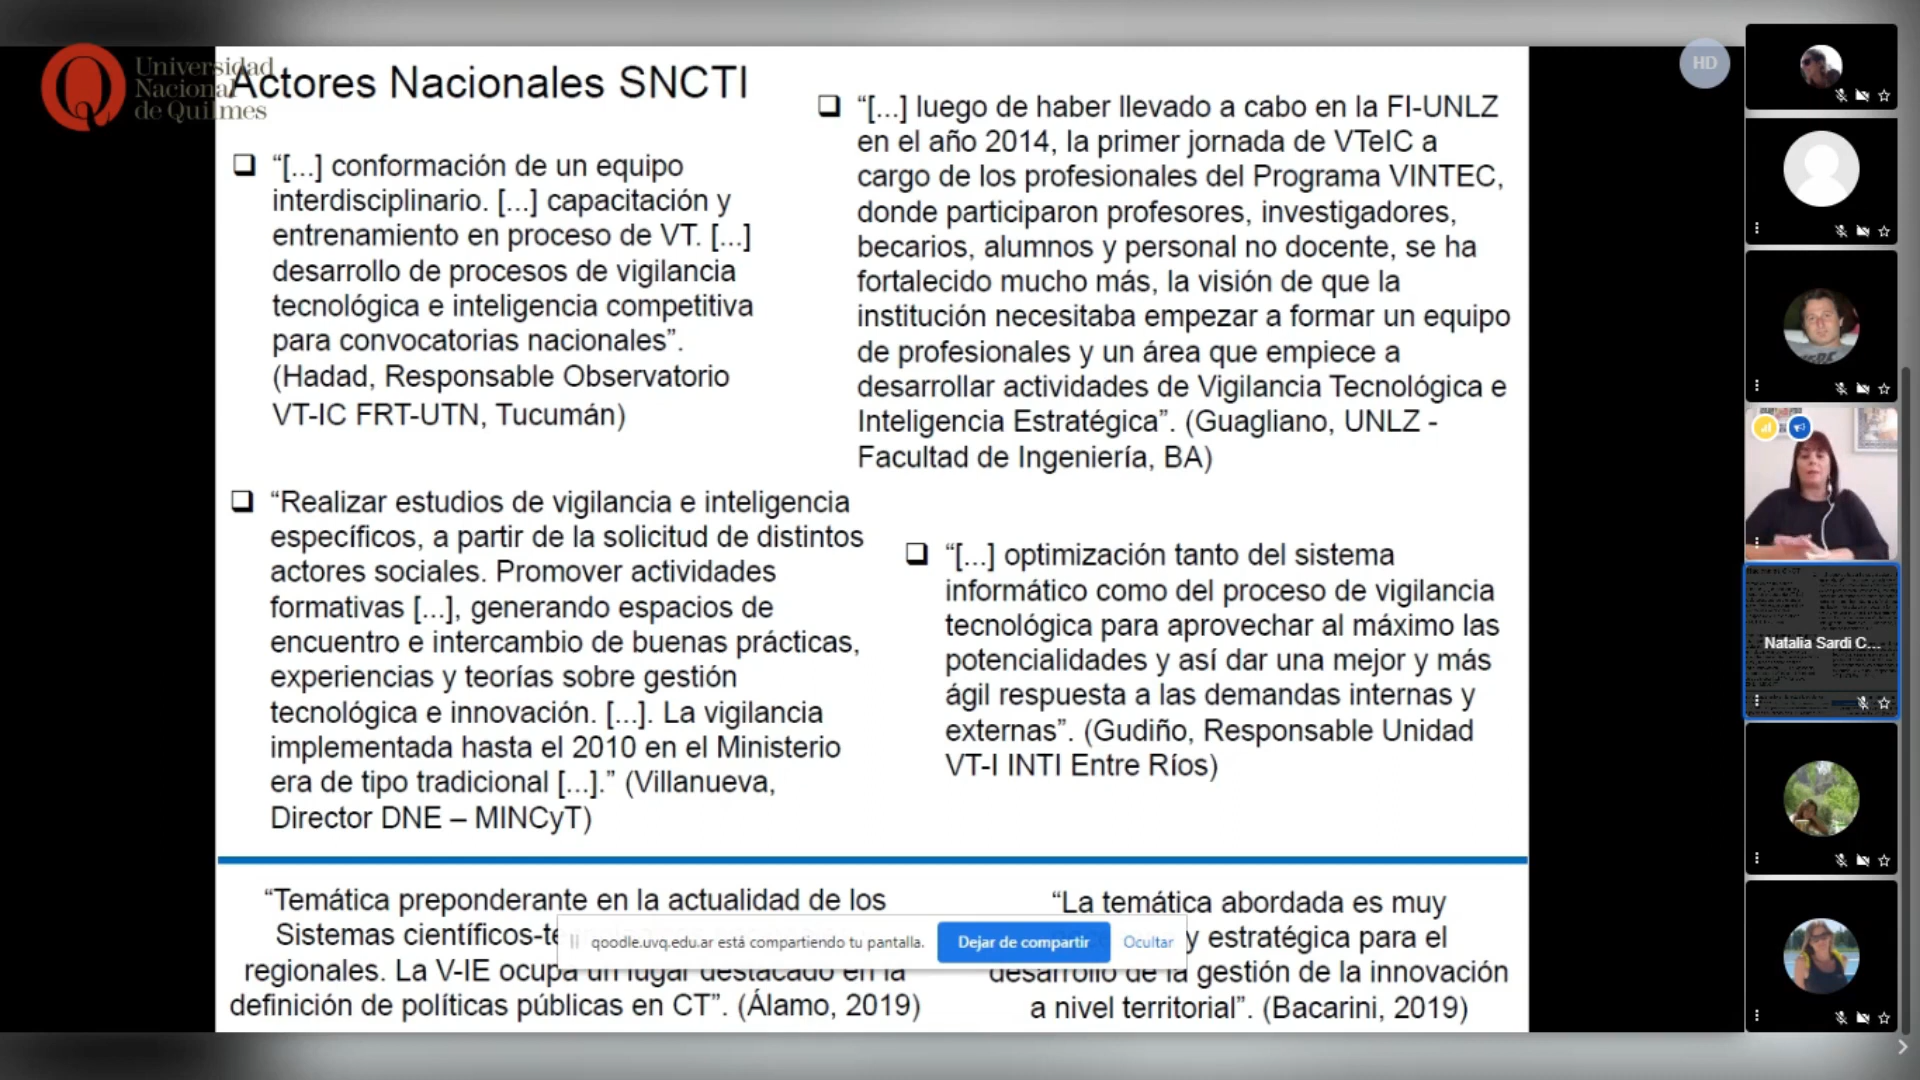 Universidad
Nacional
de Quilmes
Actores Nacionales SNCTI
“[...] conformación de un equipo
interdisciplinario. [...] capacitación y
entrenamiento en proceso de VT. [...]
desarrollo de procesos de vigilancia
tecnológica e inteligencia competitiva
para convocatorias nacionales”.
(Hadad, Responsable Observatorio
VT-IC FRT-UTN, Tucumán)
“Realizar estudios de vigilancia e inteligencia
específicos, a partir de la solicitud de distintos
actores sociales. Promover actividades
formativas [...], generando espacios de
encuentro e intercambio de buenas prácticas,
experiencias y teorías sobre gestión
tecnológica e innovación. [...]. La vigilancia
implementada hasta el 2010 en el Ministerio
era de tipo tradicional [...].” (Villanueva,
Director DNE – MINCyT)
“[...] luego de haber llevado a cabo en la FI-UNLZ
en el año 2014, la primer jornada de VTeIC a
cargo de los profesionales del Programa VINTEC,
donde participaron profesores, investigadores,
becarios, alumnos y personal no docente, se ha
fortalecido mucho más, la visión de que la
institución necesitaba empezar a formar un equipo
de profesionales y un área que empiece a
desarrollar actividades de Vigilancia Tecnológica e
Inteligencia Estratégica”. (Guagliano, UNLZ -
Facultad de Ingeniería, BA)
“[...] optimización tanto del sistema
informático como del proceso de vigilancia
tecnológica para aprovechar al máximo las
potencialidades y así dar una mejor y más
ágil respuesta a las demandas internas y
externas”. (Gudiño, Responsable Unidad
VT-I INTI Entre Ríos)
“Temática preponderante en la actualidad de los
Sistemas
regionales. La V-IE ocupa un lugar destacado en la
definición de políticas públicas en CT”. (Álamo, 2019)
“La temática abordada es muy
y estratégica para el
desarrollo de la gestión de la innovación
a nivel territorial”. (Bacarini, 2019)
qoodle.uvq.edu.ar está compartiendo tu pantalla.
Dejar de compartir
Ocultar
HD
Natalia Sardi C...